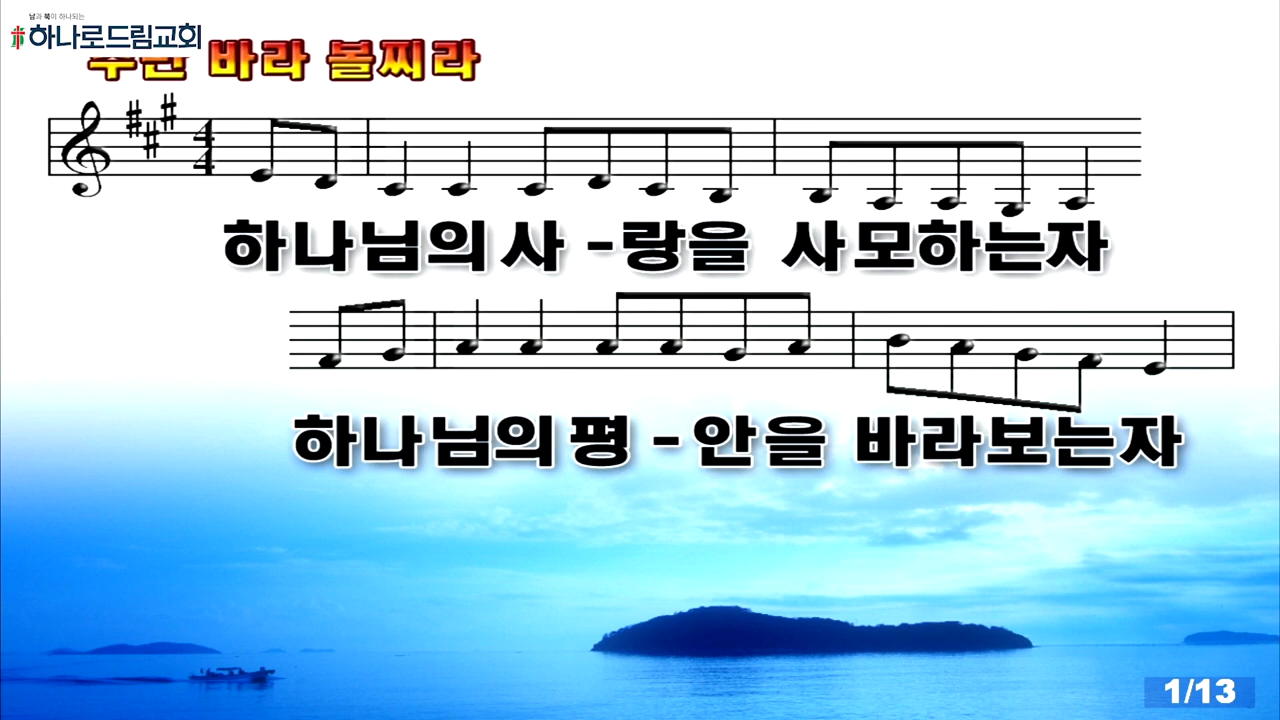 남과 북이 하나되는
하나로드림교회
주만 바라 볼찌라
하나님의 사 - 랑을 사모하는자
하나님의 평 - 안을 바라보는자
1/13